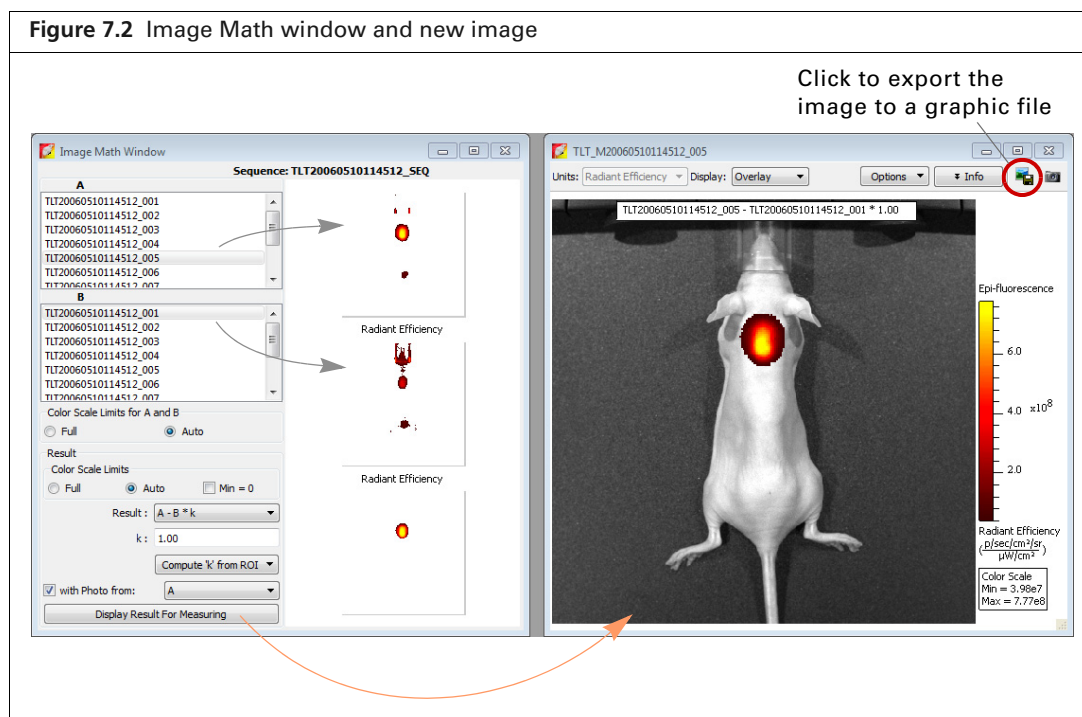 Figure 7.2 Image Math window and new image
Click to export the
image to a graphic file
Image Math Window
Sequence: TLT20060510114512_SEQ
A
TLT20060510114512_001
TLT20060510114512_002
TLT20060510114512_003
TLT20060510114512_004
TLT20060510114512_005
TLT20060510114512_006
TLT20060510114512_007
B
TLT20060510114512_001
TLT20060510114512_002
TLT20060510114512_003
TLT20060510114512_004
TLT20060510114512_005
TLT20060510114512_006
TLT20060510114512_007
Color Scale Limits for A and B
Full Auto
Result
Color Scale Limits
Full Auto Min = 0
Result : A - B * k
k : 1.00
Compute 'k' from ROI
with Photo from: A
Display Result For Measuring
Radiant Efficiency
Radiant Efficiency
TLT_M20060510114512_005
Units: Radiant Efficiency Display: Overlay Options Info
TLT20060510114512_005 - TLT20060510114512_001 * 1.00
Epi-fluorescence
6.0
4.0 x10⁸
2.0
Radiant Efficiency
(p/sec/cm²/sr
µW/cm²)
Color Scale
Min = 3.98e7
Max = 7.77e8